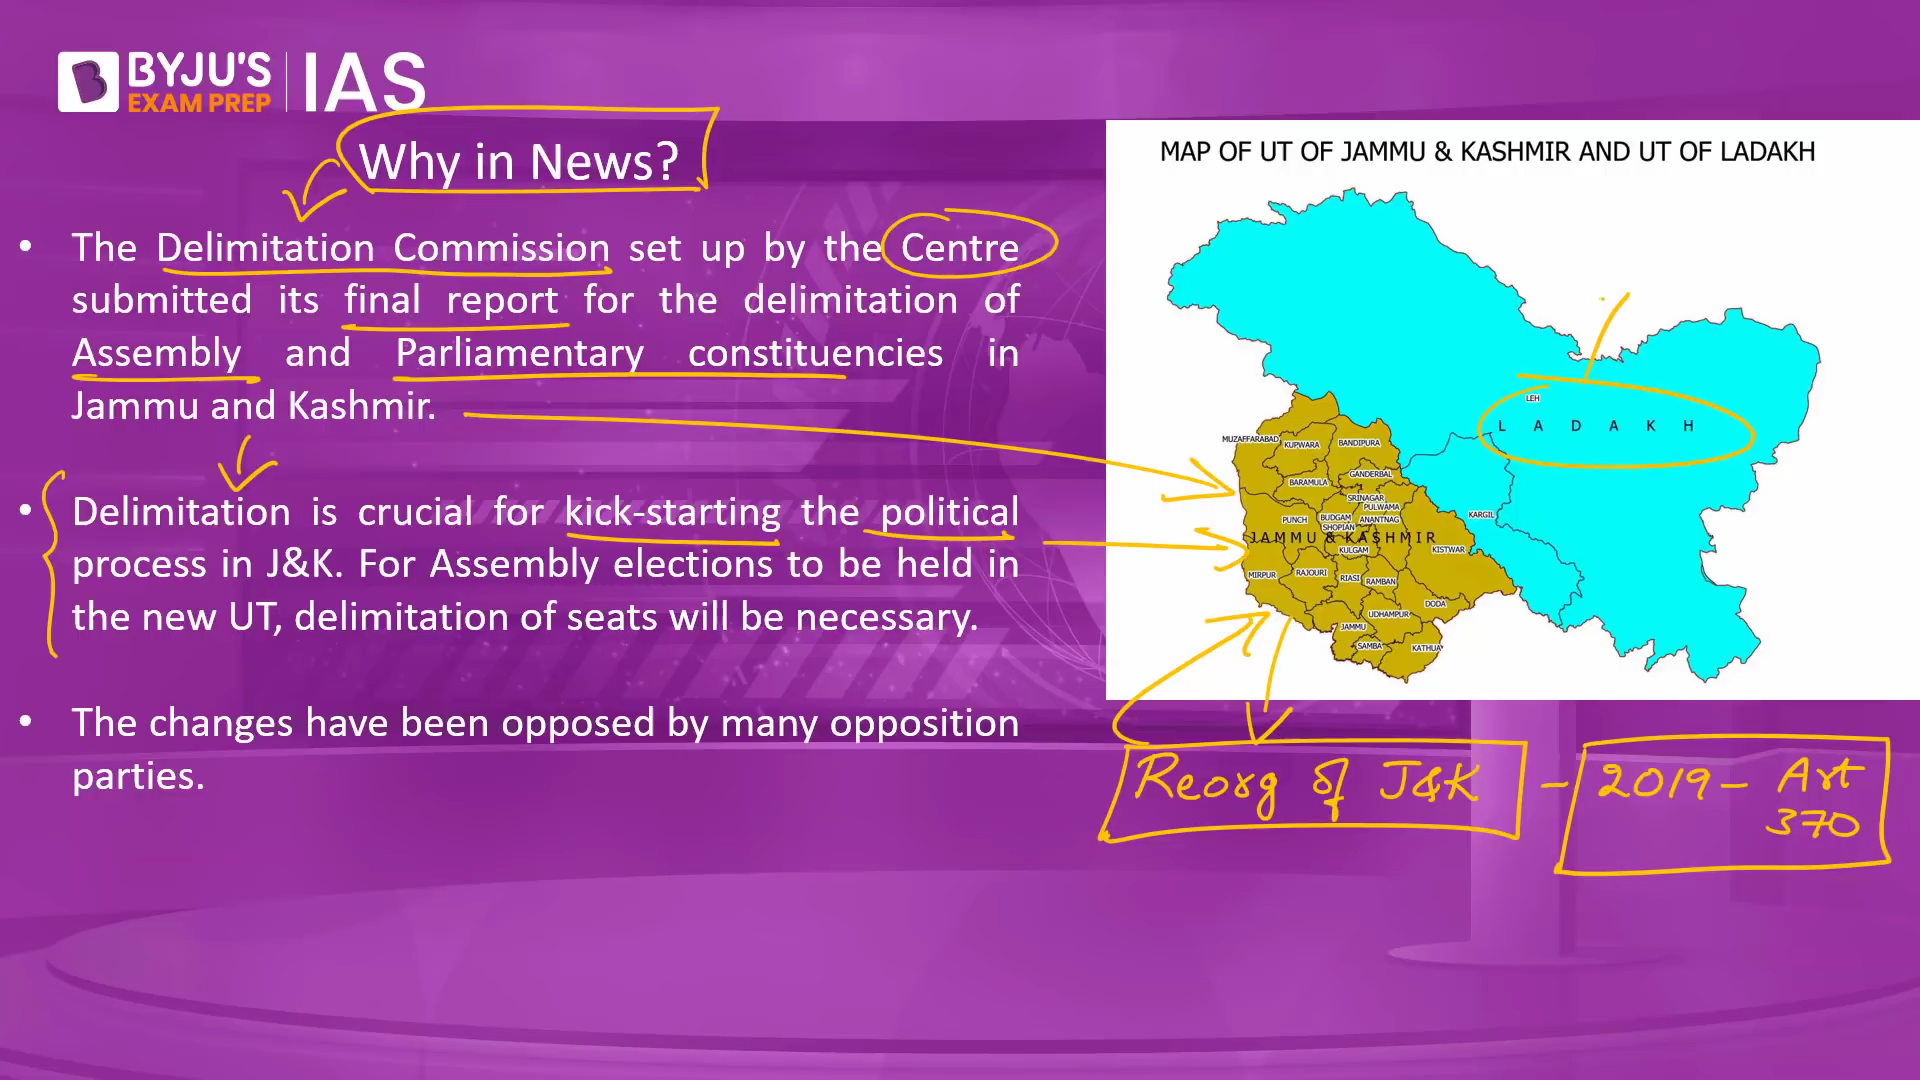 BYJU'S
EXAM PREP
IAS
Why in News?
• The Delimitation Commission set up by the Centre
submitted its final report for the delimitation of
Assembly and Parliamentary constituencies in
Jammu and Kashmir.
• Delimitation is crucial for kick-starting the political
process in J&K. For Assembly elections to be held in
the new UT, delimitation of seats will be necessary.
• The changes have been opposed by many opposition
parties.
MAP OF UT OF JAMMU & KASHMIR AND UT OF LADAKH
LEH
LADAKH
MUZAFFARABAD
KUPWARA
BANDIPURA
GANDERBAL
BARAMULA
SRINAGAR
PULWAMA
PUNCH
BUDGAM
ANANTNAG
SHOPIAN
KARGIL
JAMMU & KASHMIR
KULGAM
KISTWAR
MIRPUR
RAJOURI
RIASI
RAMBAN
DODA
UDHAMPUR
JAMMU
SAMBA
KATHUA
Reorg of J&K - 2019 - Art
370